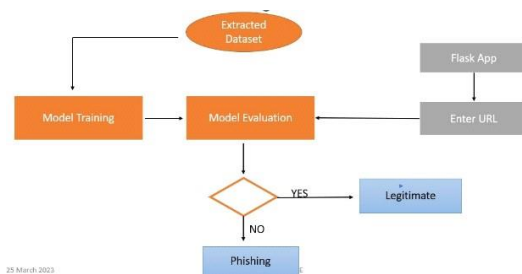 Extracted
Dataset
Flask App
Model Training
Model Evaluation
Enter URL
YES
Legitimate
NO
Phishing
25 March 2023
E